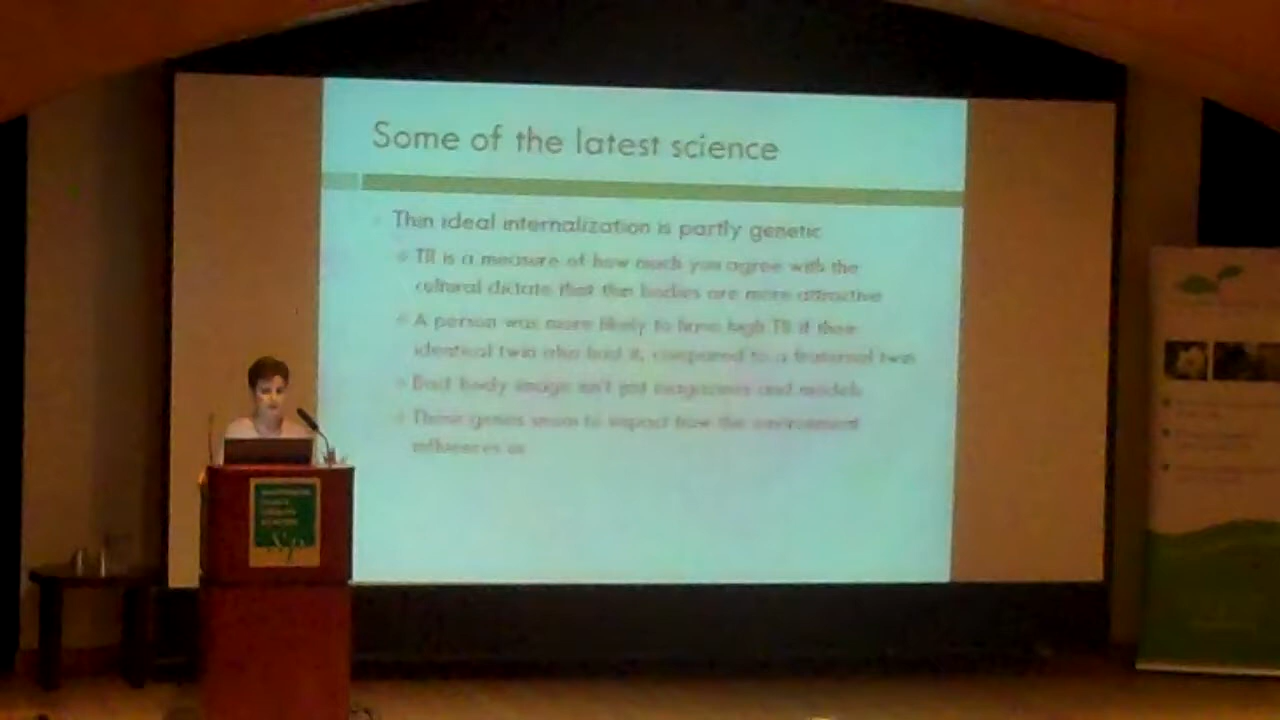 Some of the latest science
Thin ideal internalization is partly genetic
TII is a measure of how much you agree with the
cultural dictate that thin bodies are more attractive
A person was more likely to have high TII if their
identical twin also had it, compared to a fraternal twin
Bad body image isn't just magazines and models
These genes seem to impact how the environment
influences us